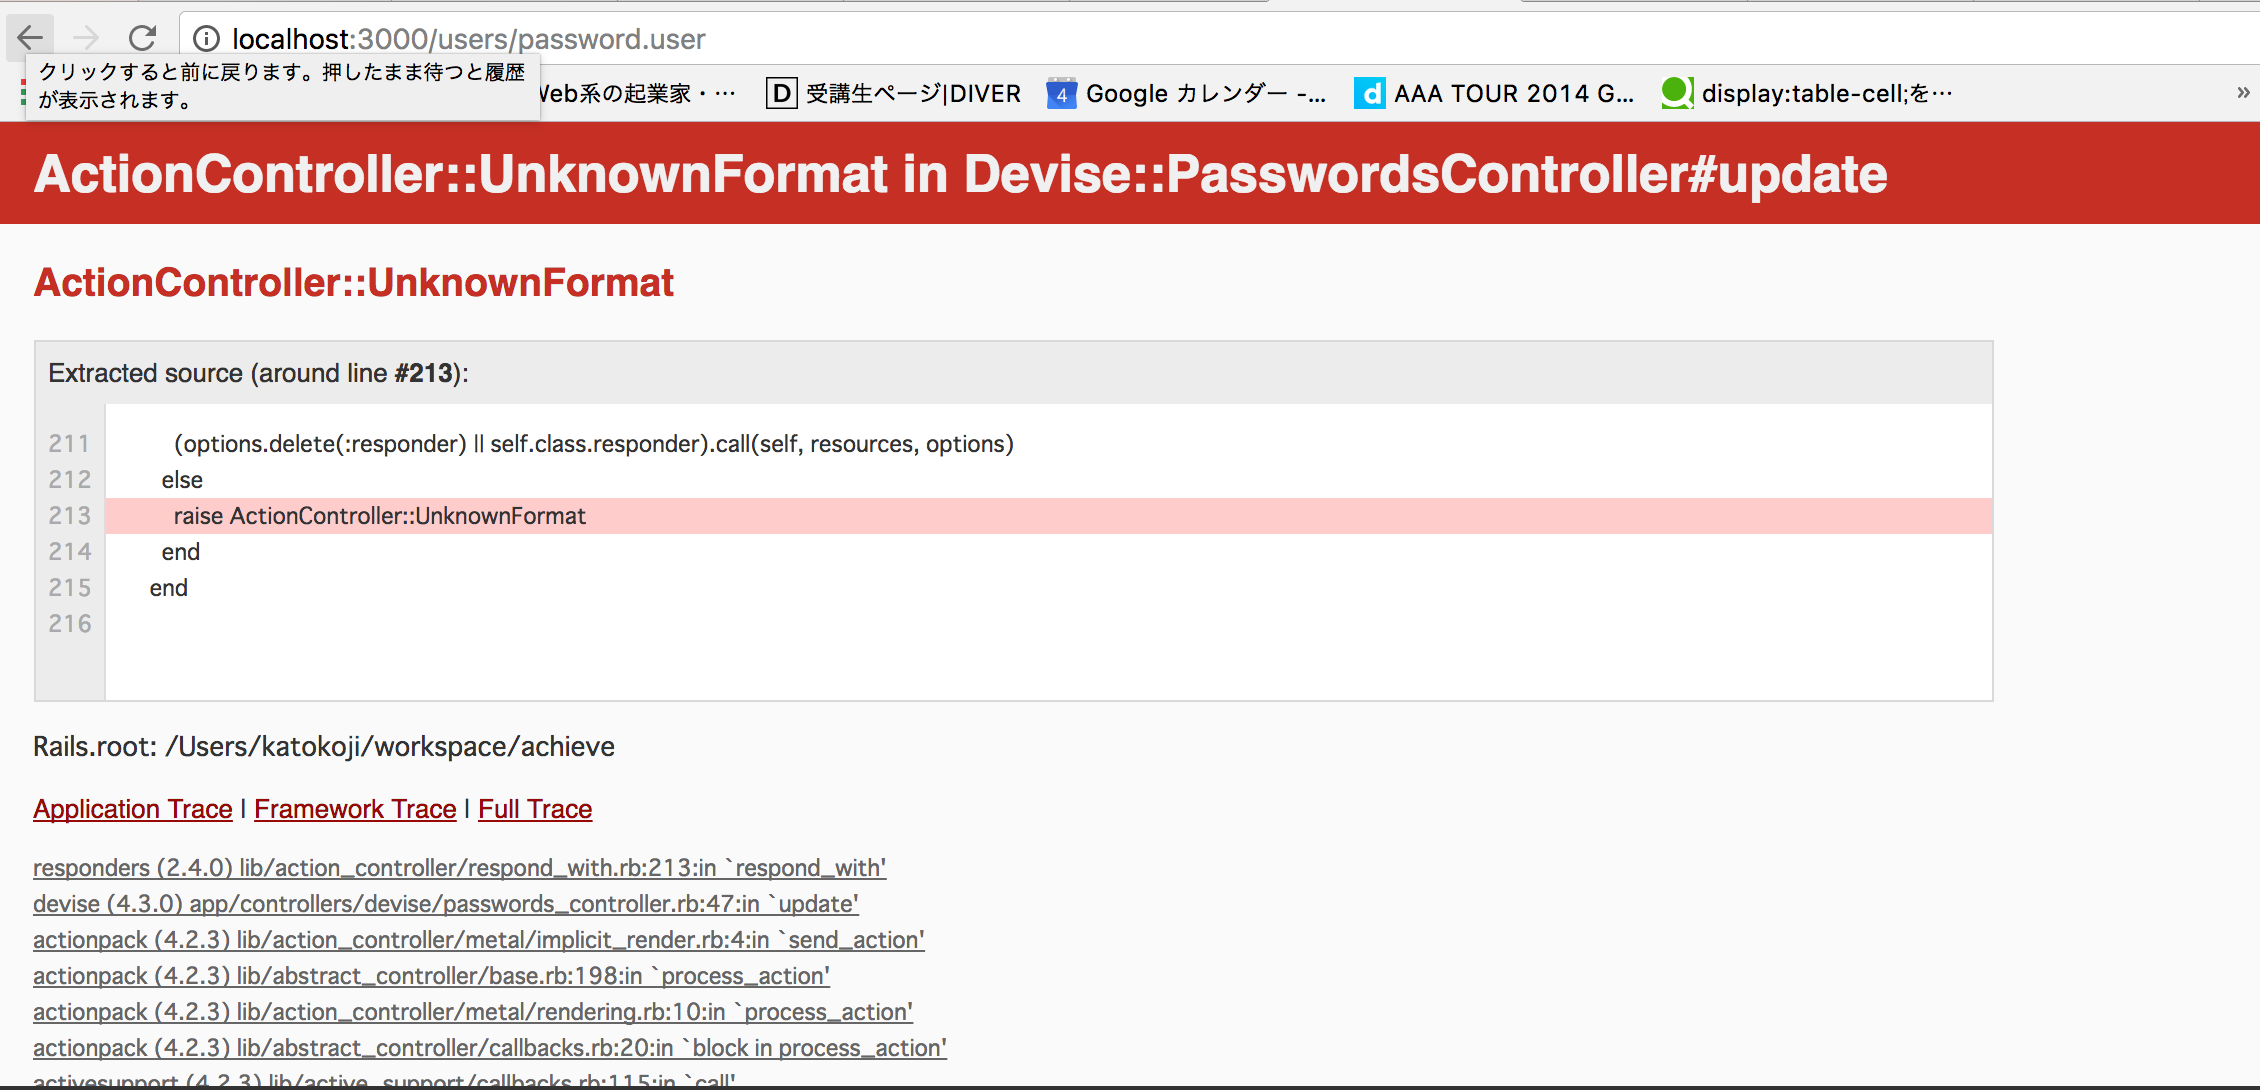 localhost:3000/users/password.user
クリックすると前に戻ります。押したまま待つと履歴
が表示されます。
Web系の起業家・… D 受講生ページ|DIVER 4 Google カレンダー -... d AAA TOUR 2014 G... display:table-cell;を… »
ActionController::UnknownFormat in Devise::PasswordsController#update
ActionController::UnknownFormat
Extracted source (around line #213):
211 (options.delete(:responder) || self.class.responder).call(self, resources, options)
212 else
213 raise ActionController::UnknownFormat
214 end
215 end
216
Rails.root: /Users/katokoji/workspace/achieve
Application Trace | Framework Trace | Full Trace
responders (2.4.0) lib/action_controller/respond_with.rb:213:in `respond_with'
devise (4.3.0) app/controllers/devise/passwords_controller.rb:47:in `update'
actionpack (4.2.3) lib/action_controller/metal/implicit_render.rb:4:in `send_action'
actionpack (4.2.3) lib/abstract_controller/base.rb:198:in `process_action'
actionpack (4.2.3) lib/action_controller/metal/rendering.rb:10:in `process_action'
actionpack (4.2.3) lib/abstract_controller/callbacks.rb:20:in `block in process_action'
activesupport (4.2.3) lib/active_support/callbacks.rb:115:in `call'